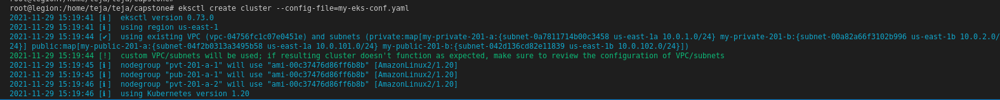 root@legion:/home/teja/teja/capstone# eksctl create cluster --config-file=my-eks-conf.yaml
2021-11-29 15:19:41 [ℹ]  eksctl version 0.73.0
2021-11-29 15:19:41 [ℹ]  using region us-east-1
2021-11-29 15:19:44 [✔]  using existing VPC (vpc-04756fc1c07e0451e) and subnets (private:map[my-private-201-a:{subnet-0a7811714b00c3458 us-east-1a 10.0.1.0/24} my-private-201-b:{subnet-00a82a66f3102b996 us-east-1b 10.0.2.0/
24}] public:map[my-public-201-a:{subnet-04f2b0313a3495b58 us-east-1a 10.0.101.0/24} my-public-201-b:{subnet-042d136cd82e11839 us-east-1b 10.0.102.0/24}])
2021-11-29 15:19:44 [!]  custom VPC/subnets will be used; if resulting cluster doesn't function as expected, make sure to review the configuration of VPC/subnets
2021-11-29 15:19:45 [ℹ]  nodegroup "pvt-201-a-1" will use "ami-00c37476d86ff6b8b" [AmazonLinux2/1.20]
2021-11-29 15:19:45 [ℹ]  nodegroup "pub-201-a-1" will use "ami-00c37476d86ff6b8b" [AmazonLinux2/1.20]
2021-11-29 15:19:46 [ℹ]  nodegroup "pvt-201-a-2" will use "ami-00c37476d86ff6b8b" [AmazonLinux2/1.20]
2021-11-29 15:19:46 [ℹ]  using Kubernetes version 1.20